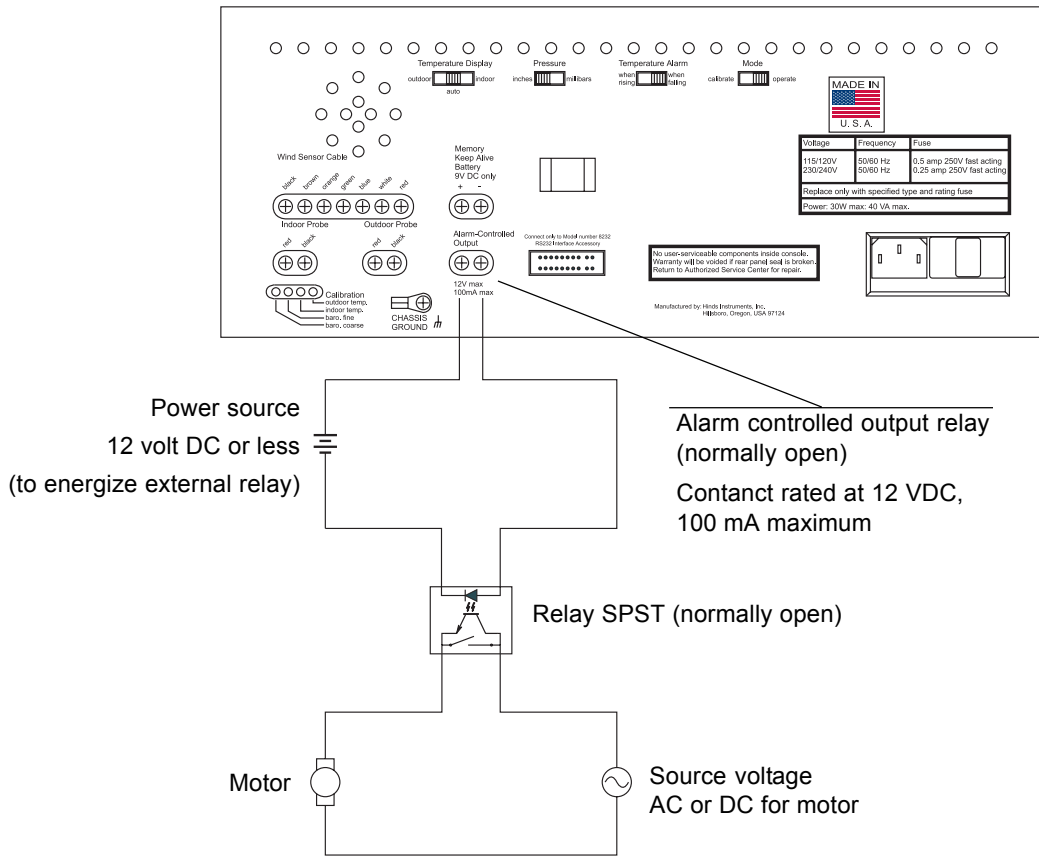 Temperature Display
outdoor
indoor
auto
Pressure
inches
millibars
Temperature Alarm
when
rising
when
falling
Mode
calibrate
operate
MADE IN
U. S. A.
Wind Sensor Cable
black
brown
orange
green
blue
white
red
Indoor Probe
Outdoor Probe
red
black
red
black
Memory
Keep Alive
Battery
9V DC only
+ -
Alarm-Controlled
Output
12V max
100mA max
Connect only to Model number 8232
RS232 Interface Accessory
Voltage Frequency Fuse
115/120V 50/60 Hz 0.5 amp 250V fast acting
230/240V 50/60 Hz 0.25 amp 250V fast acting
Replace only with specified type and rating fuse
Power: 30W max: 40 VA max.
No user-serviceable components inside console.
Warranty will be voided if rear panel seal is broken.
Return to Authorized Service Center for repair.
Manufactured by: Hinds Instruments, Inc.
Hillsboro, Oregon, USA 97124
Calibration
outdoor temp.
indoor temp.
baro. fine
baro. coarse
CHASSIS
GROUND
Power source
12 volt DC or less
(to energize external relay)
Alarm controlled output relay
(normally open)
Contanct rated at 12 VDC,
100 mA maximum
Relay SPST (normally open)
Motor
Source voltage
AC or DC for motor